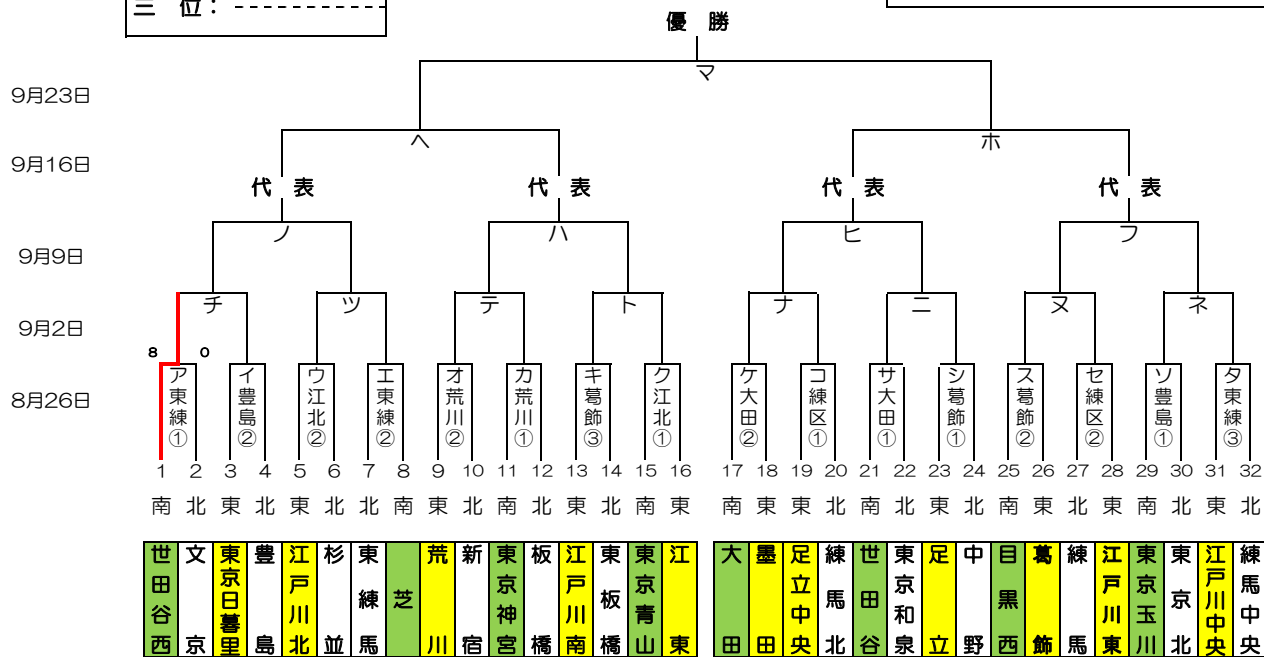 三 位：
優 勝
マ
9月23日
ヘ ホ
9月16日
代 表 代 表 代 表 代 表
ノ ハ ヒ フ
9月9日
チ ツ テ ト ナ ニ ヌ ネ
9月2日
8 0
8月26日
ア東練① イ豊島② ウ江北② エ東練② オ荒川② カ荒川① キ葛飾③ ク江北① ケ大田② コ練区① サ大田① シ葛飾① ス葛飾② セ練区② ソ豊島① タ東練③
1 2 3 4 5 6 7 8 9 10 11 12 13 14 15 16 17 18 19 20 21 22 23 24 25 26 27 28 29 30 31 32
南 北 東 北 東 北 北 南 東 北 南 北 東 北 南 東 南 東 東 北 南 北 東 北 南 東 北 東 南 北 東 北
世田谷西 文京 東京日暮里 豊島 江戸川北 杉並 東練馬 芝 荒川 新宿 東京神宮 板橋 江戸川南 東板橋 東京青山 江東 大田 墨田 足立中央 練馬北 世田谷 東京和泉 足立 中野 目黒西 葛飾 練馬 江戸川東 東京玉川 東京北 江戸川中央 練馬中央